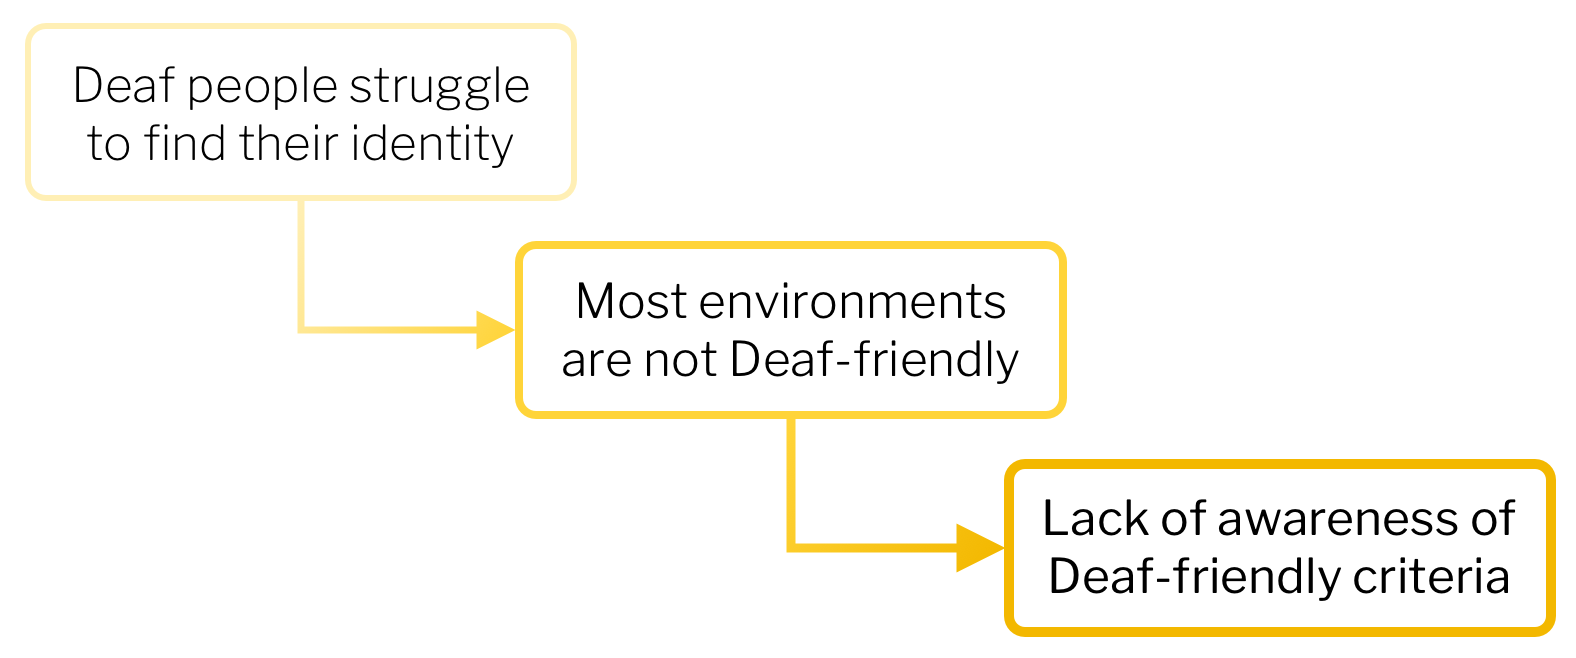 Deaf people struggle
to find their identity
Most environments
are not Deaf-friendly
Lack of awareness of
Deaf-friendly criteria